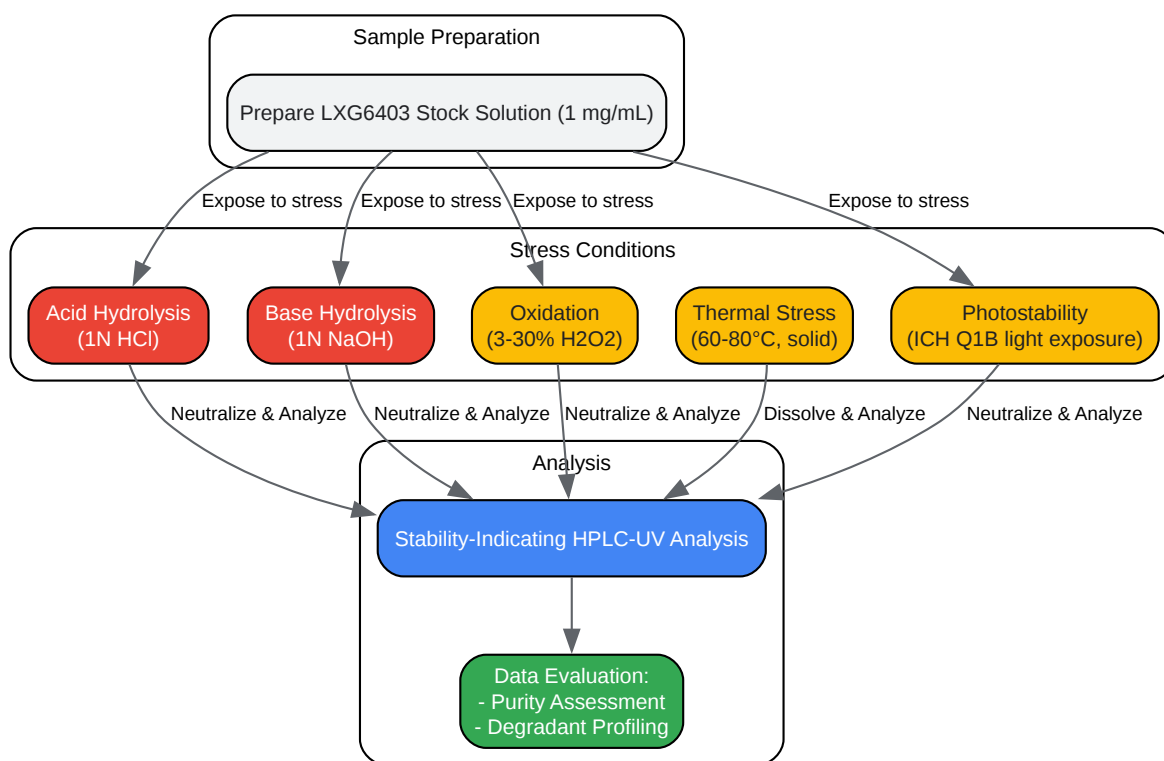 Sample Preparation
Prepare LXG6403 Stock Solution (1 mg/mL)
Expose to stress
Expose to stress
Expose to stress
Expose to stress
Stress Conditions
Acid Hydrolysis
(1N HCl)
Base Hydrolysis
(1N NaOH)
Oxidation
(3-30% H2O2)
Thermal Stress
(60-80°C, solid)
Photostability
(ICH Q1B light exposure)
Neutralize & Analyze
Neutralize & Analyze
Neutralize & Analyze
Dissolve & Analyze
Neutralize & Analyze
Analysis
Stability-Indicating HPLC-UV Analysis
Data Evaluation:
- Purity Assessment
- Degradant Profiling